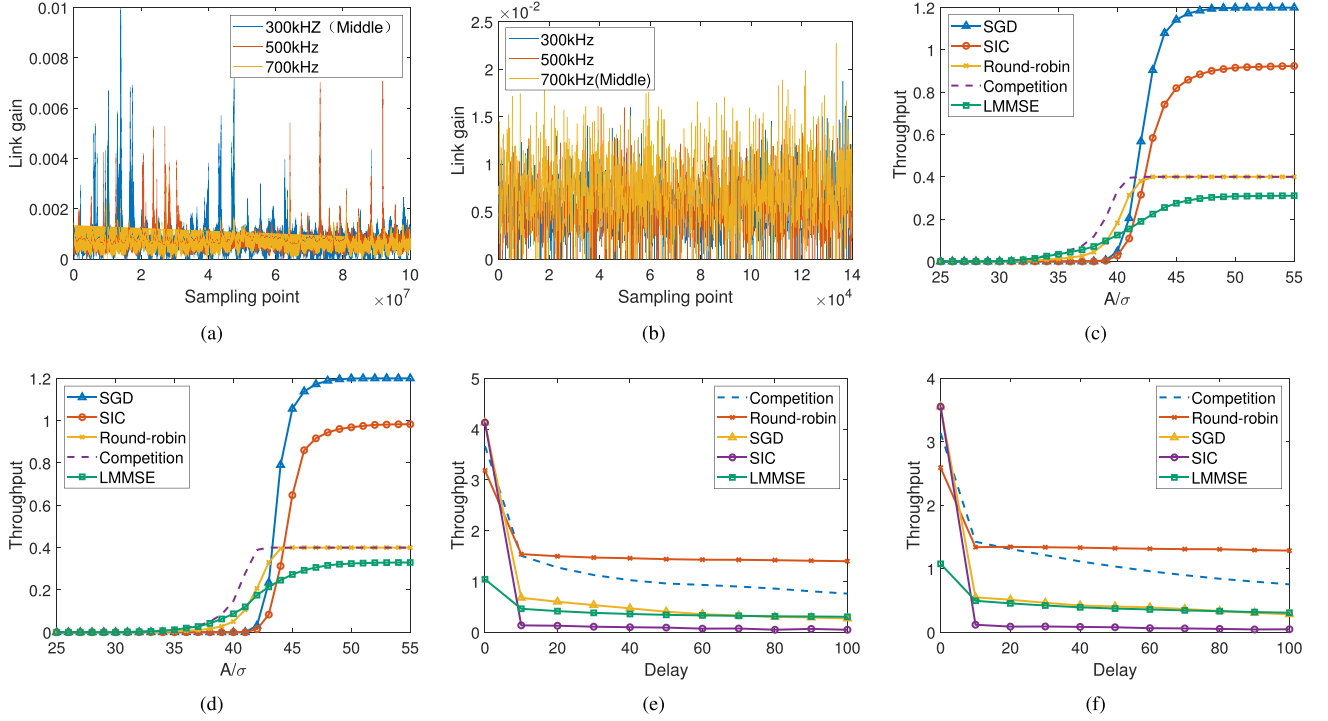 0.01
0.008
0.006
0.004
0.002
0
Link gain
300kHZ（Middle）
500kHz
700kHz
0 2 4 6 8 10
Sampling point
×10^7
(a)
2.5 ×10^-2
2
1.5
1
0.5
0
Link gain
300kHz
500kHz
700kHz(Middle)
0 2 4 6 8 10 12 14
Sampling point
×10^4
(b)
1.2
1
0.8
0.6
0.4
0.2
0
Throughput
SGD
SIC
Round-robin
Competition
LMMSE
25 30 35 40 45 50 55
A/σ
(c)
1.2
1
0.8
0.6
0.4
0.2
0
Throughput
SGD
SIC
Round-robin
Competition
LMMSE
25 30 35 40 45 50 55
A/σ
(d)
5
4
3
2
1
0
Throughput
Competition
Round-robin
SGD
SIC
LMMSE
0 20 40 60 80 100
Delay
(e)
4
3
2
1
0
Throughput
Competition
Round-robin
SGD
SIC
LMMSE
0 20 40 60 80 100
Delay
(f)